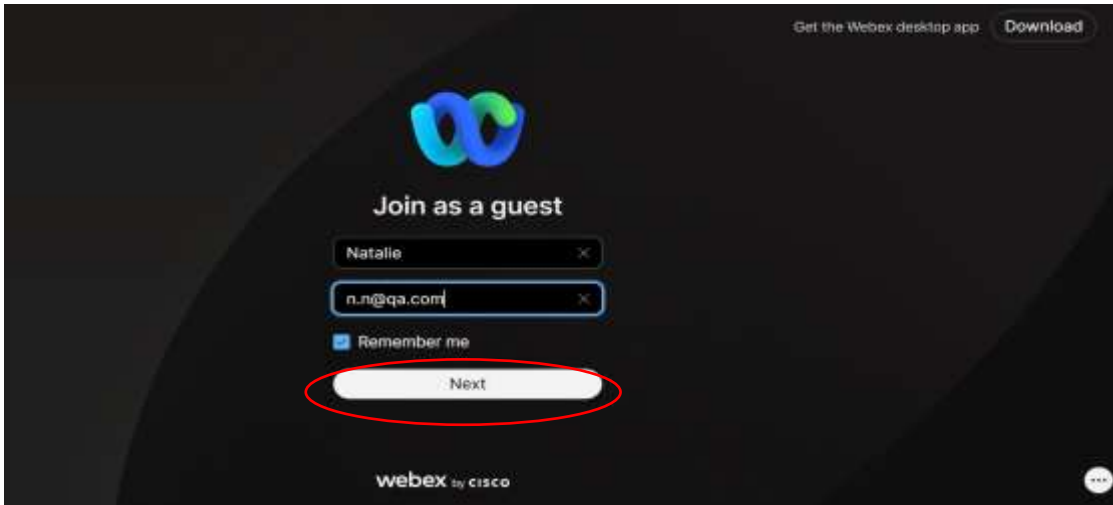 Get the Webex desktop app Download
Join as a guest
Natalie
n.n@qa.com
Remember me
Next
webex by CISCO